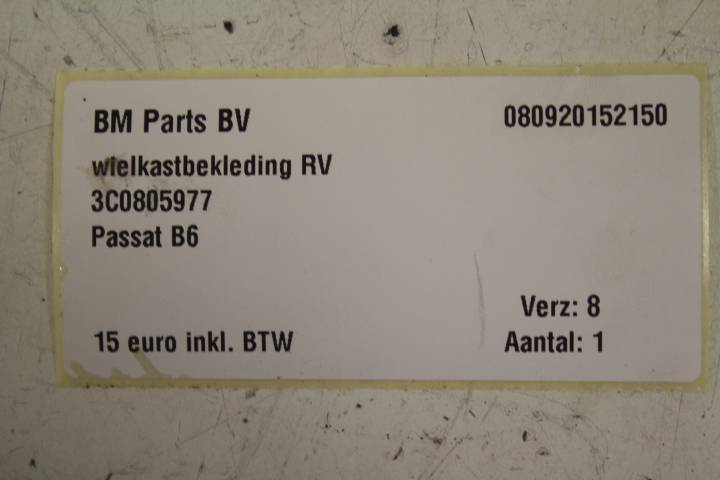 BM Parts BV 080920152150
wielkastbekleding RV
3C0805977
Passat B6
Verz: 8
15 euro inkl. BTW Aantal: 1